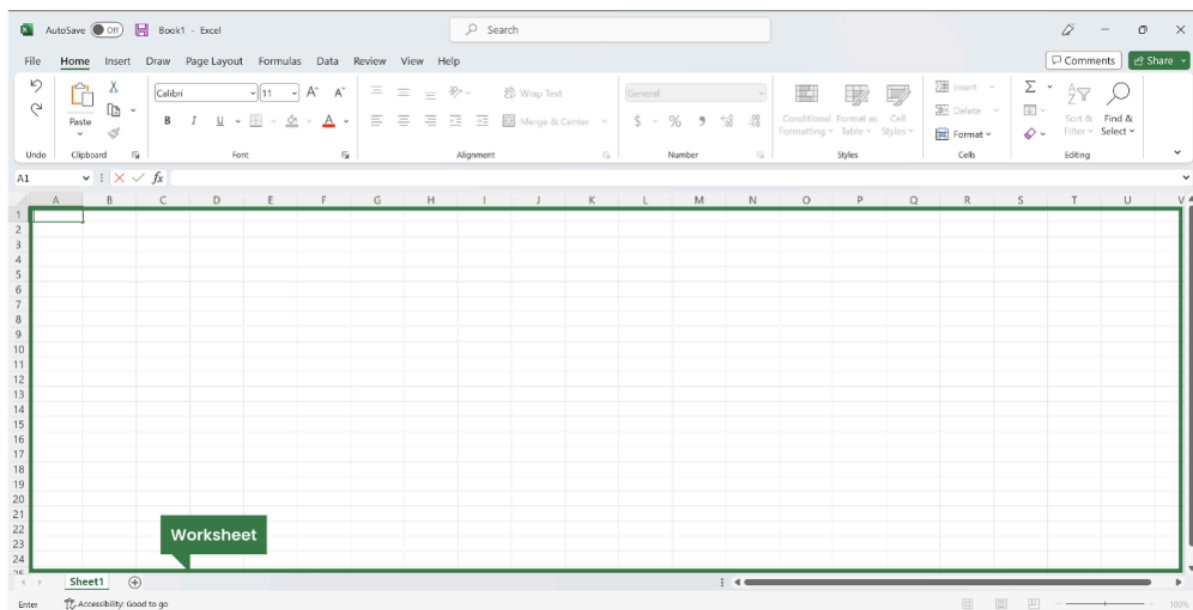 AutoSave Off Book1 - Excel Search
File Home Insert Draw Page Layout Formulas Data Review View Help Comments Share
Calibri 11 A A Wrap Text General Insert
Paste B I U A Merge & Center $ % Conditional Formatting Format as Table Cell Styles Delete Format Sort & Filter Find & Select
Undo Clipboard Font Alignment Number Styles Cells Editing
A1 fx
A B C D E F G H I J K L M N O P Q R S T U V
1
2
3
4
5
6
7
8
9
10
11
12
13
14
15
16
17
18
19
20
21
22
Worksheet
23
24
25
Sheet1
Enter Accessibility: Good to go 100%